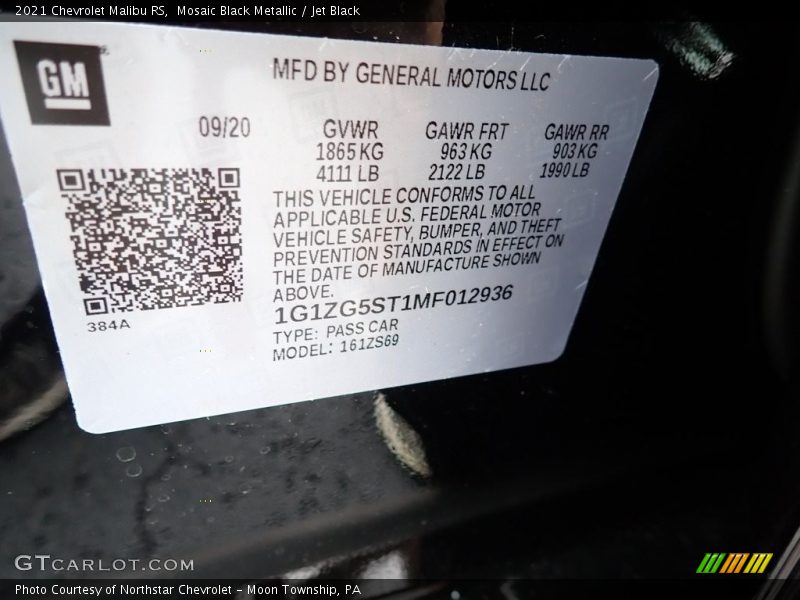 2021 Chevrolet Malibu RS,  Mosaic Black Metallic / Jet Black
GM
MFD BY GENERAL MOTORS LLC
09/20
GVWR GAWR FRT GAWR RR
1865 KG 963 KG 903 KG
4111 LB 2122 LB 1990 LB
THIS VEHICLE CONFORMS TO ALL
APPLICABLE U.S. FEDERAL MOTOR
VEHICLE SAFETY, BUMPER, AND THEFT
PREVENTION STANDARDS IN EFFECT ON
THE DATE OF MANUFACTURE SHOWN
ABOVE.
1G1ZG5ST1MF012936
384A
TYPE: PASS CAR
MODEL: 161ZS69
GTCARLOT.COM
Photo Courtesy of Northstar Chevrolet - Moon Township, PA